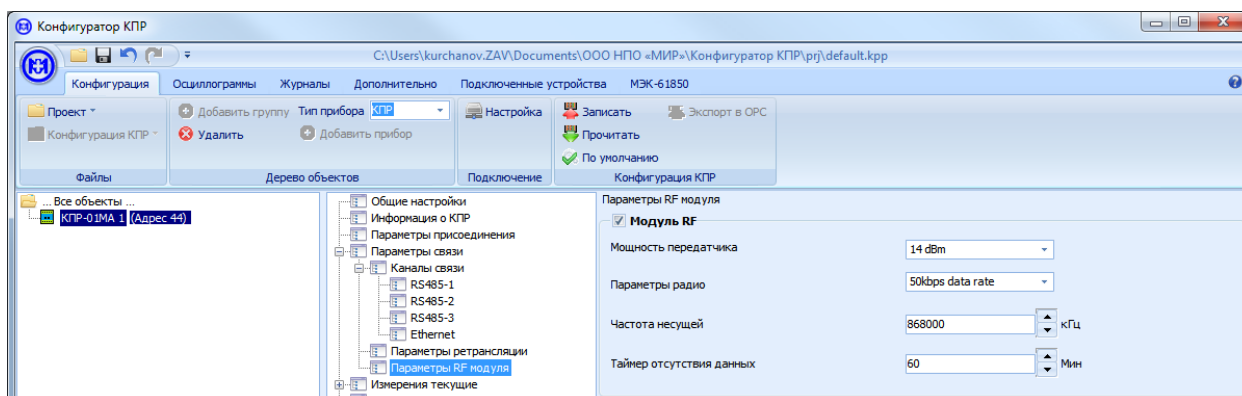 Конфигуратор КПР
C:\Users\kurchanov.ZAV\Documents\ООО НПО «МИР»\Конфигуратор КПР\prj\default.kpp
Конфигурация Осциллограммы Журналы Дополнительно Подключенные устройства МЭК-61850
Проект Добавить группу Тип прибора КПР Настройка Записать Экспорт в OPC
Конфигурация КПР Удалить Добавить прибор Прочитать
По умолчанию
Файлы Дерево объектов Подключение Конфигурация КПР
... Все объекты ...
КПР-01МА 1 (Адрес 44)
Общие настройки
Информация о КПР
Параметры присоединения
Параметры связи
Каналы связи
RS485-1
RS485-2
RS485-3
Ethernet
Параметры ретрансляции
Параметры RF модуля
Измерения текущие
Параметры RF модуля
Модуль RF
Мощность передатчика 14 dBm
Параметры радио 50kbps data rate
Частота несущей 868000 кГц
Таймер отсутствия данных 60 Мин